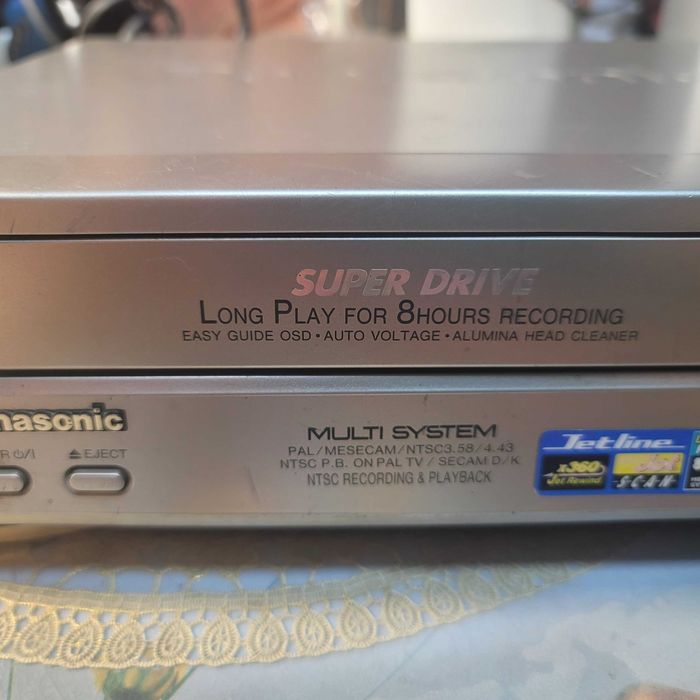 SUPER DRIVE
LONG PLAY FOR 8HOURS RECORDING
EASY GUIDE OSD • AUTO VOLTAGE • ALUMINA HEAD CLEANER
nasonic
R ⏻/I
⏏ EJECT
MULTI SYSTEM
PAL/MESECAM/NTSC3.58/4.43
NTSC P.B. ON PAL TV / SECAM D/K
NTSC RECORDING & PLAYBACK
Jetline
x360
Jet Rewind
Jet
SCAN